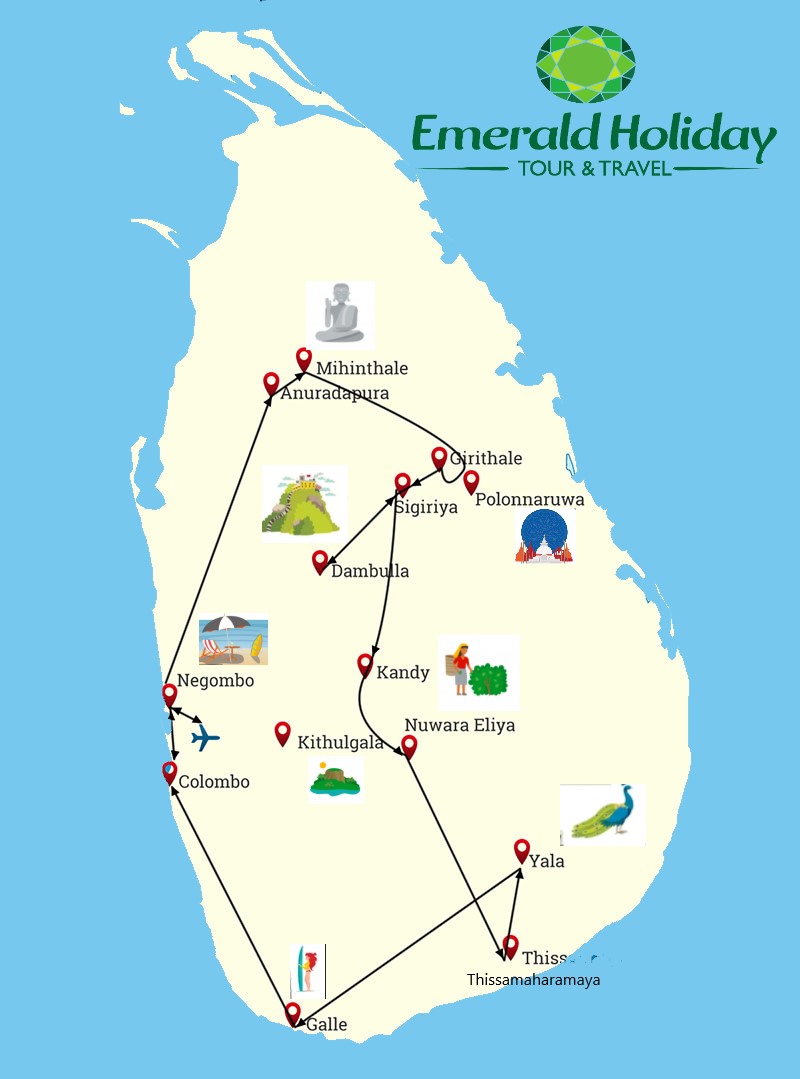 Emerald Holiday
TOUR & TRAVEL
Mihinthale
Anuradapura
Girithale
Sigiriya
Polonnaruwa
Dambulla
Negombo
Kandy
Nuwara Eliya
Kithulgala
Colombo
Yala
Thiss
Thissamaharamaya
Galle